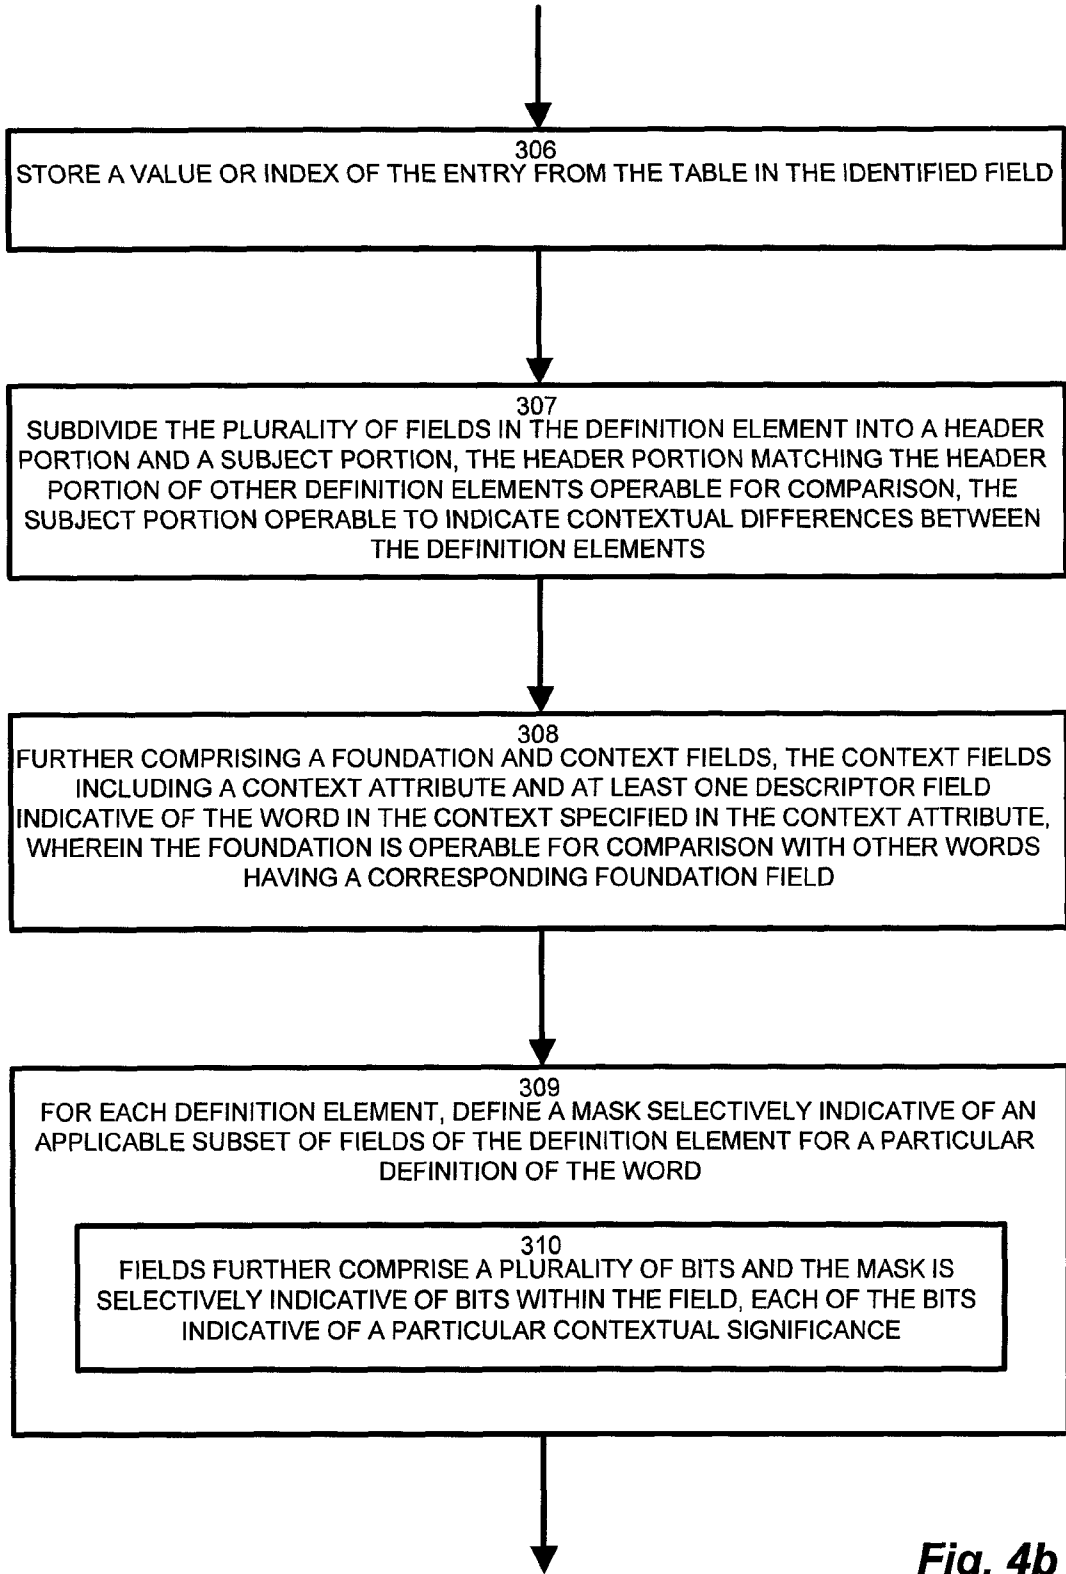 306
STORE A VALUE OR INDEX OF THE ENTRY FROM THE TABLE IN THE IDENTIFIED FIELD
307
SUBDIVIDE THE PLURALITY OF FIELDS IN THE DEFINITION ELEMENT INTO A HEADER
PORTION AND A SUBJECT PORTION, THE HEADER PORTION MATCHING THE HEADER
PORTION OF OTHER DEFINITION ELEMENTS OPERABLE FOR COMPARISON, THE
SUBJECT PORTION OPERABLE TO INDICATE CONTEXTUAL DIFFERENCES BETWEEN
THE DEFINITION ELEMENTS
308
FURTHER COMPRISING A FOUNDATION AND CONTEXT FIELDS, THE CONTEXT FIELDS
INCLUDING A CONTEXT ATTRIBUTE AND AT LEAST ONE DESCRIPTOR FIELD
INDICATIVE OF THE WORD IN THE CONTEXT SPECIFIED IN THE CONTEXT ATTRIBUTE,
WHEREIN THE FOUNDATION IS OPERABLE FOR COMPARISON WITH OTHER WORDS
HAVING A CORRESPONDING FOUNDATION FIELD
309
FOR EACH DEFINITION ELEMENT, DEFINE A MASK SELECTIVELY INDICATIVE OF AN
APPLICABLE SUBSET OF FIELDS OF THE DEFINITION ELEMENT FOR A PARTICULAR
DEFINITION OF THE WORD
310
FIELDS FURTHER COMPRISE A PLURALITY OF BITS AND THE MASK IS
SELECTIVELY INDICATIVE OF BITS WITHIN THE FIELD, EACH OF THE BITS
INDICATIVE OF A PARTICULAR CONTEXTUAL SIGNIFICANCE
Fig. 4b